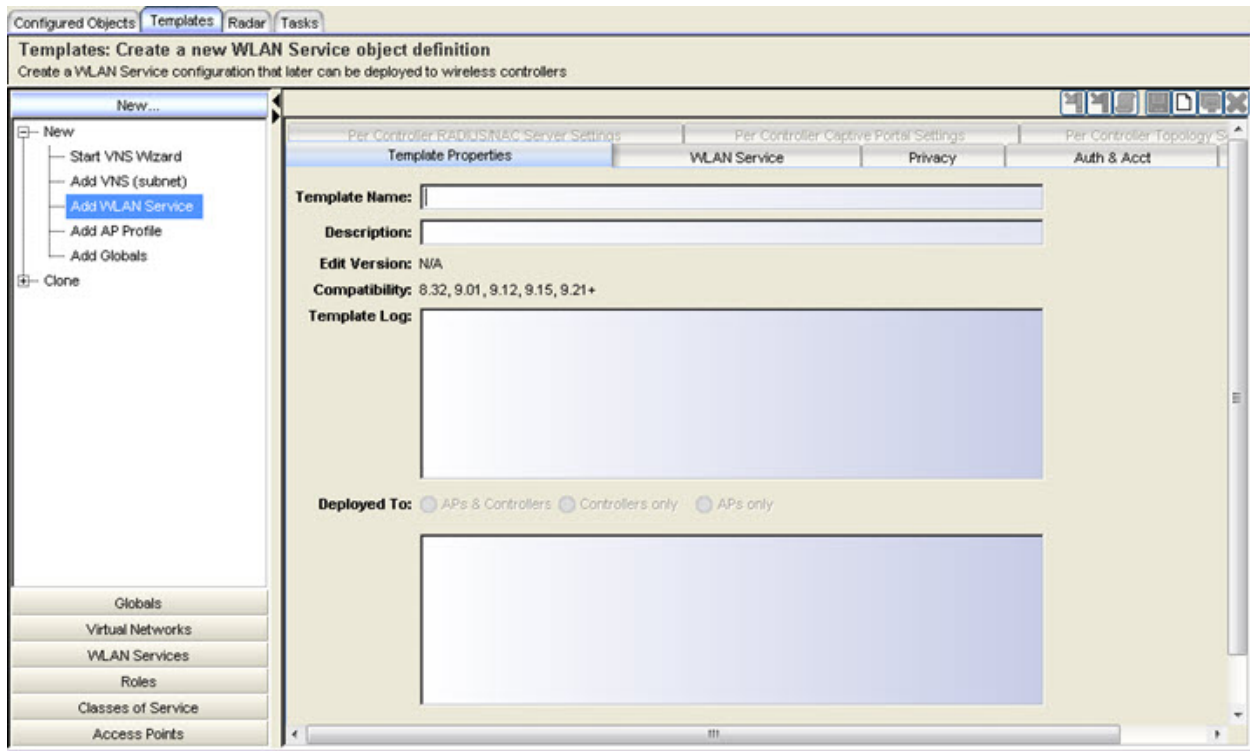 Configured Objects Templates Radar Tasks
Templates: Create a new WLAN Service object definition
Create a WLAN Service configuration that later can be deployed to wireless controllers
New...
New
Start VNS Wizard
Add VNS (subnet)
Add WLAN Service
Add AP Profile
Add Globals
Clone
Globals
Virtual Networks
WLAN Services
Roles
Classes of Service
Access Points
Per Controller RADIUS/NAC Server Settings Per Controller Captive Portal Settings Per Controller Topology S
Template Properties WLAN Service Privacy Auth & Acct
Template Name:
Description:
Edit Version: N/A
Compatibility: 8.32, 9.01, 9.12, 9.15, 9.21+
Template Log:
Deployed To: APs & Controllers Controllers only APs only